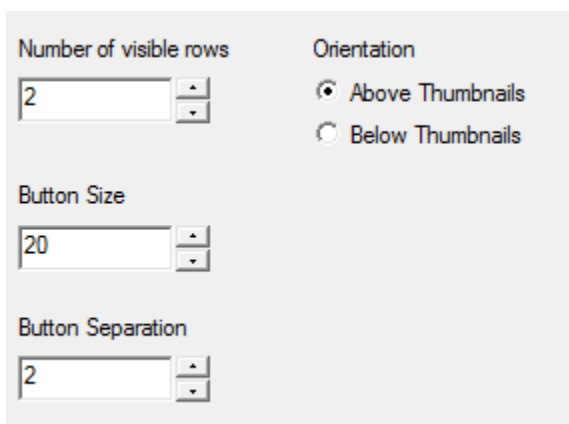 Number of visible rows
2
Orientation
Above Thumbnails
Below Thumbnails
Button Size
20
Button Separation
2